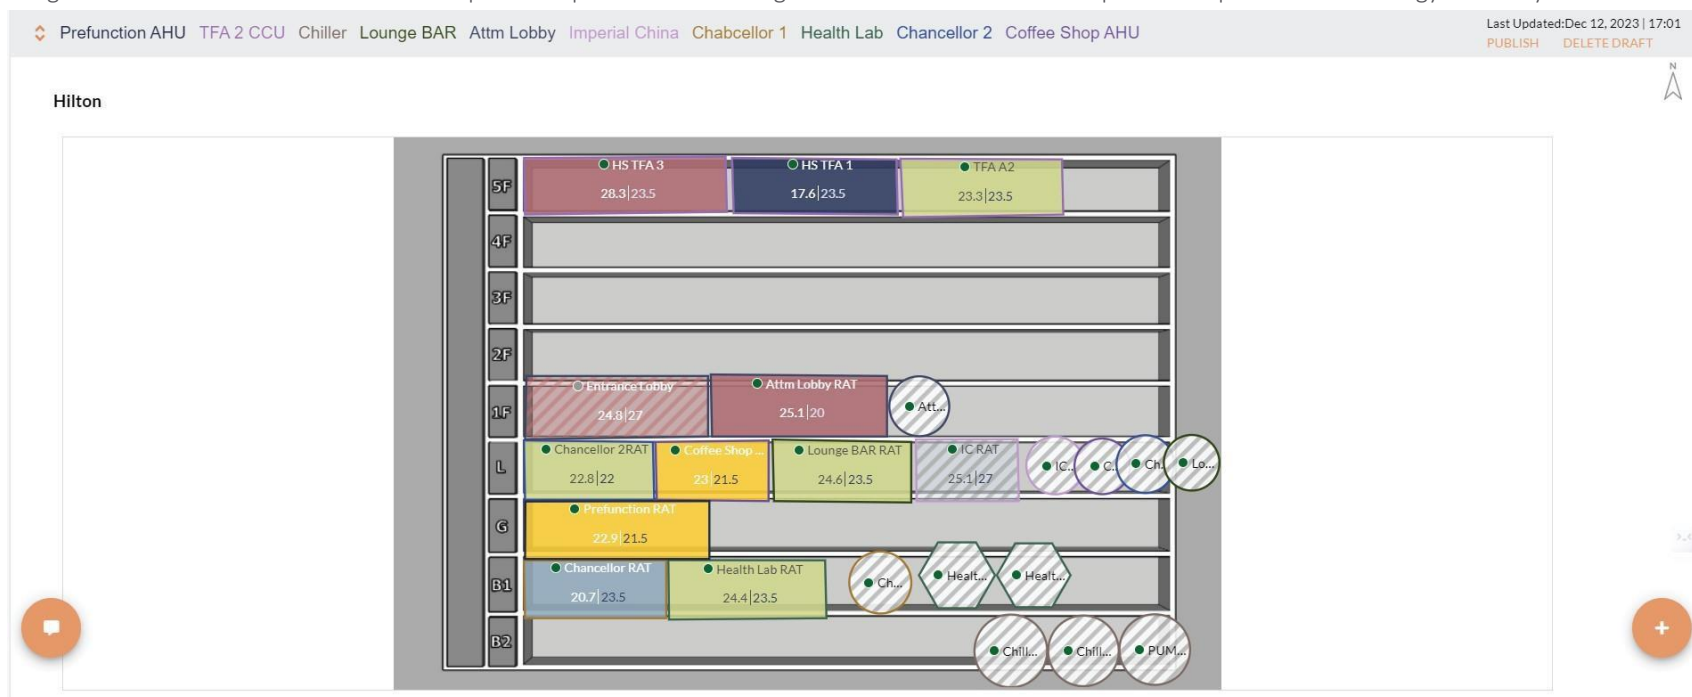 Prefunction AHU TFA 2 CCU Chiller Lounge BAR Attm Lobby Imperial China Chabcellor 1 Health Lab Chancellor 2 Coffee Shop AHU
Last Updated:Dec 12, 2023 | 17:01
PUBLISH DELETE DRAFT
N
Hilton
5F
HS TFA 3
28.3|23.5
HS TFA 1
17.6|23.5
TFA A2
23.3|23.5
4F
3F
2F
1F
Entrance Lobby
24.8|27
Attm Lobby RAT
25.1|20
Att...
L
Chancellor 2RAT
22.8|22
Coffee Shop ...
23|21.5
Lounge BAR RAT
24.6|23.5
IC RAT
25.1|27
IC...
C...
Ch...
Lo...
G
Prefunction RAT
22.9|21.5
B1
Chancellor RAT
20.7|23.5
Health Lab RAT
24.4|23.5
Ch...
Healt...
Healt...
B2
Chill...
Chill...
PUM...